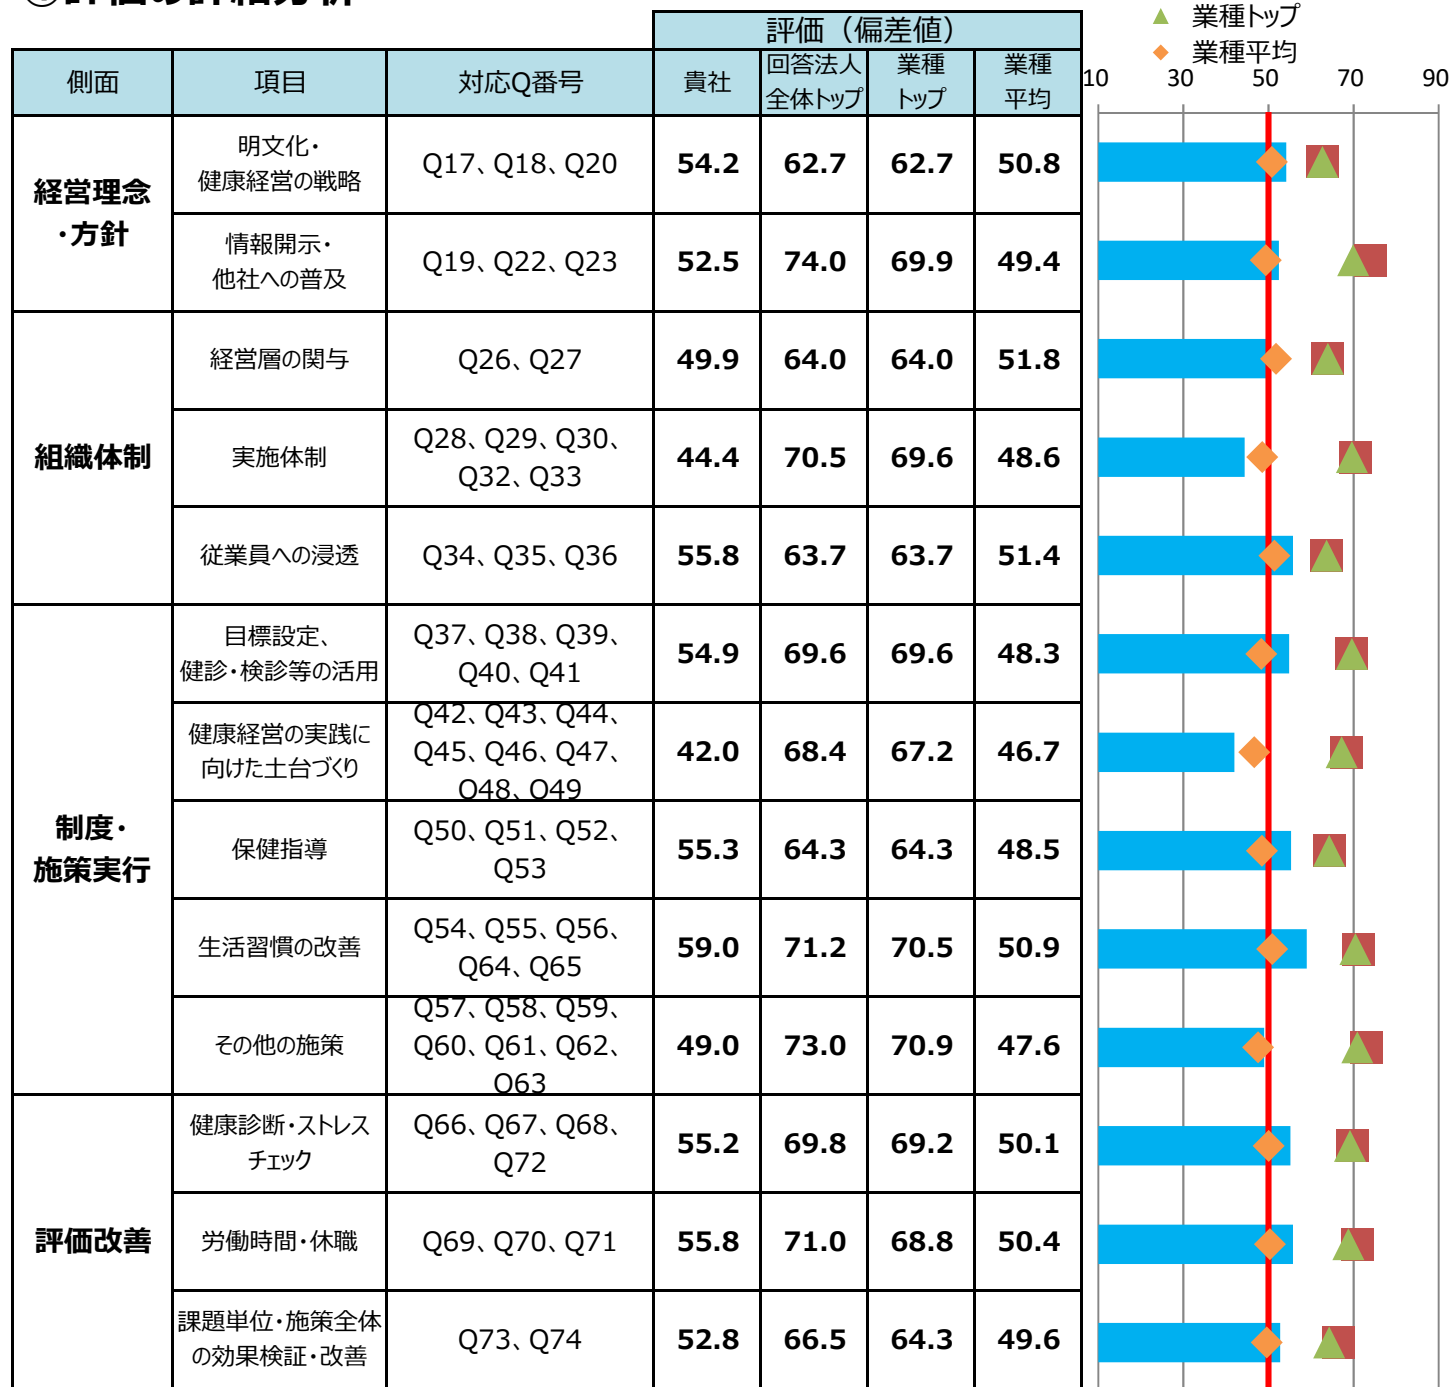 ①評価の詳細分析
▲ 業種トップ
◆ 業種平均
評価（偏差値）
側面 項目 対応Q番号 貴社 回答法人全体トップ 業種トップ 業種平均
10 30 50 70 90
経営理念・方針
明文化・
健康経営の戦略
Q17、Q18、Q20
54.2 62.7 62.7 50.8
情報開示・
他社への普及
Q19、Q22、Q23
52.5 74.0 69.9 49.4
組織体制
経営層の関与
Q26、Q27
49.9 64.0 64.0 51.8
実施体制
Q28、Q29、Q30、
Q32、Q33
44.4 70.5 69.6 48.6
従業員への浸透
Q34、Q35、Q36
55.8 63.7 63.7 51.4
制度・
施策実行
目標設定、
健診・検診等の活用
Q37、Q38、Q39、
Q40、Q41
54.9 69.6 69.6 48.3
健康経営の実践に
向けた土台づくり
Q42、Q43、Q44、
Q45、Q46、Q47、
Q48、Q49
42.0 68.4 67.2 46.7
保健指導
Q50、Q51、Q52、
Q53
55.3 64.3 64.3 48.5
生活習慣の改善
Q54、Q55、Q56、
Q64、Q65
59.0 71.2 70.5 50.9
その他の施策
Q57、Q58、Q59、
Q60、Q61、Q62、
Q63
49.0 73.0 70.9 47.6
評価改善
健康診断・ストレス
チェック
Q66、Q67、Q68、
Q72
55.2 69.8 69.2 50.1
労働時間・休職
Q69、Q70、Q71
55.8 71.0 68.8 50.4
課題単位・施策全体
の効果検証・改善
Q73、Q74
52.8 66.5 64.3 49.6